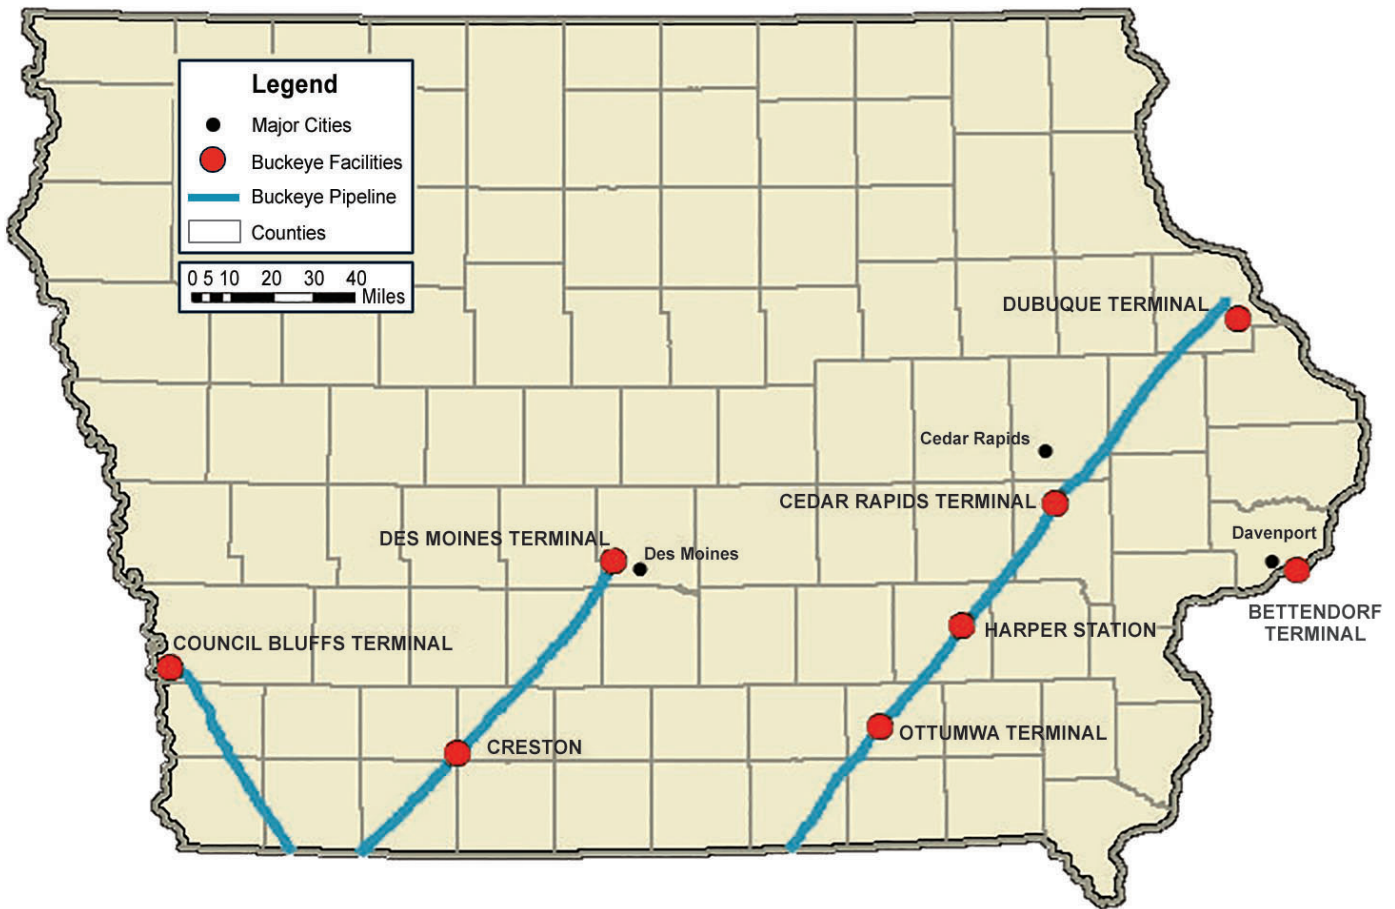 Legend
Major Cities
Buckeye Facilities
Buckeye Pipeline
Counties
0 5 10 20 30 40
Miles
DUBUQUE TERMINAL
Cedar Rapids
CEDAR RAPIDS TERMINAL
Davenport
DES MOINES TERMINAL
Des Moines
BETTENDORF
TERMINAL
HARPER STATION
COUNCIL BLUFFS TERMINAL
OTTUMWA TERMINAL
CRESTON